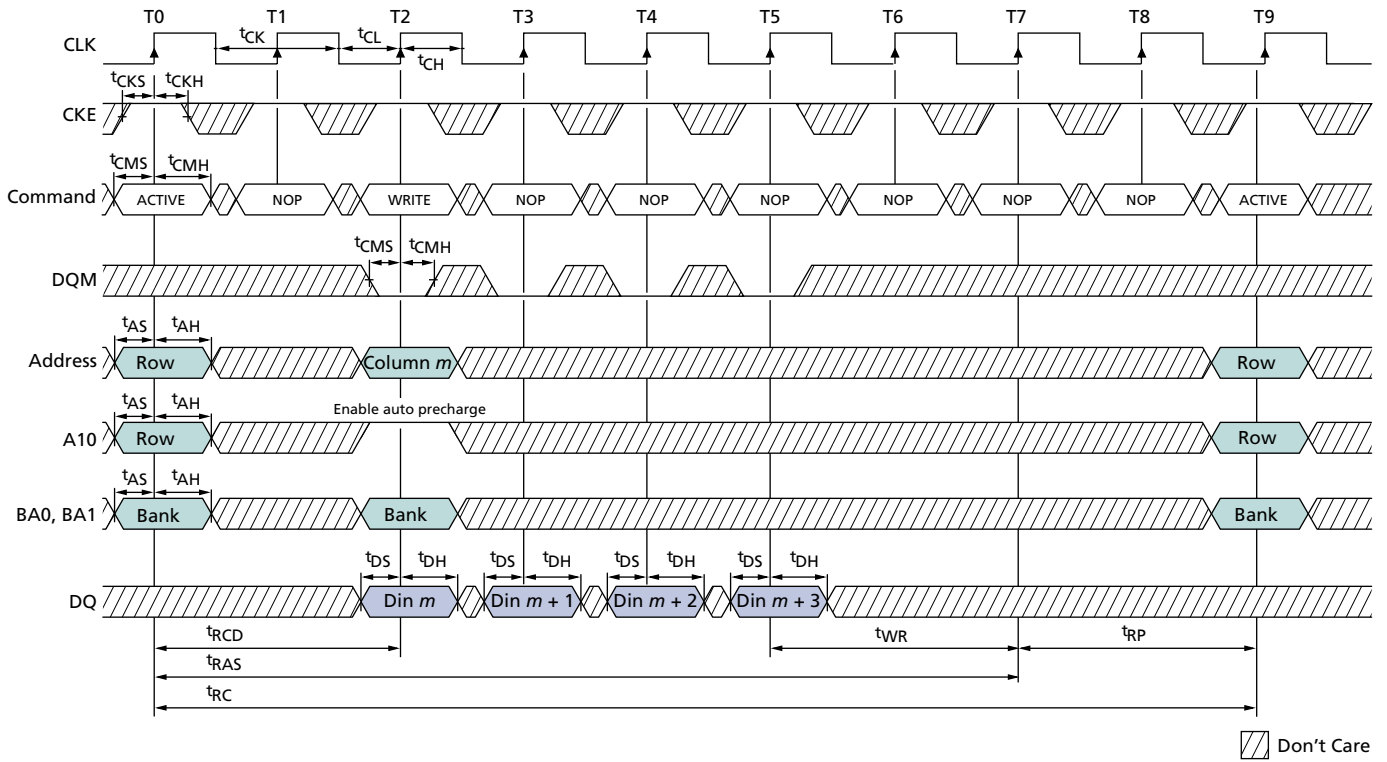 T0 T1 T2 T3 T4 T5 T6 T7 T8 T9
CLK
tCK tCL
tCH
tCKS tCKH
CKE
tCMS tCMH
Command ACTIVE NOP WRITE NOP NOP NOP NOP NOP NOP ACTIVE
tCMS tCMH
DQM
tAS tAH
Address Row Column m Row
tAS tAH Enable auto precharge
A10 Row Row
tAS tAH
BA0, BA1 Bank Bank Bank
tDS tDH tDS tDH tDS tDH tDS tDH
DQ Din m Din m + 1 Din m + 2 Din m + 3
tRCD tWR tRP
tRAS
tRC
Don't Care